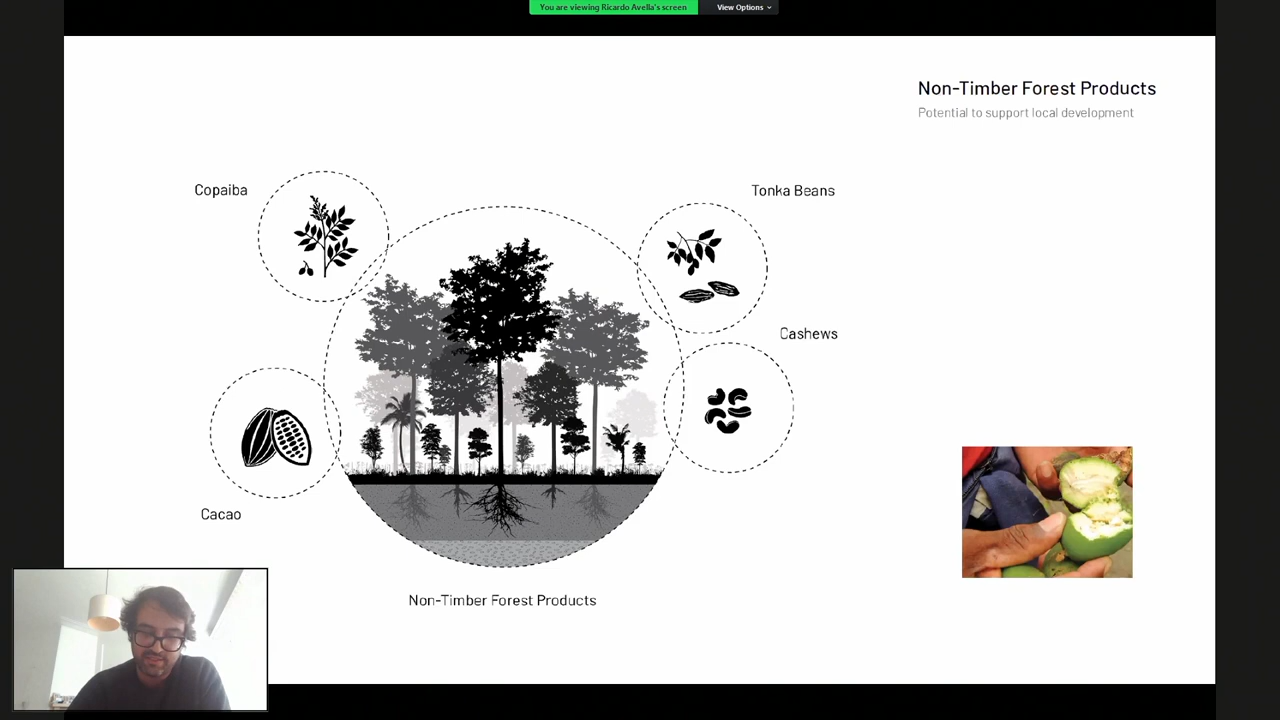 You are viewing Ricardo Avella's screen
View Options
Non-Timber Forest Products
Potential to support local development
Copaiba
Tonka Beans
Cashews
Cacao
Non-Timber Forest Products